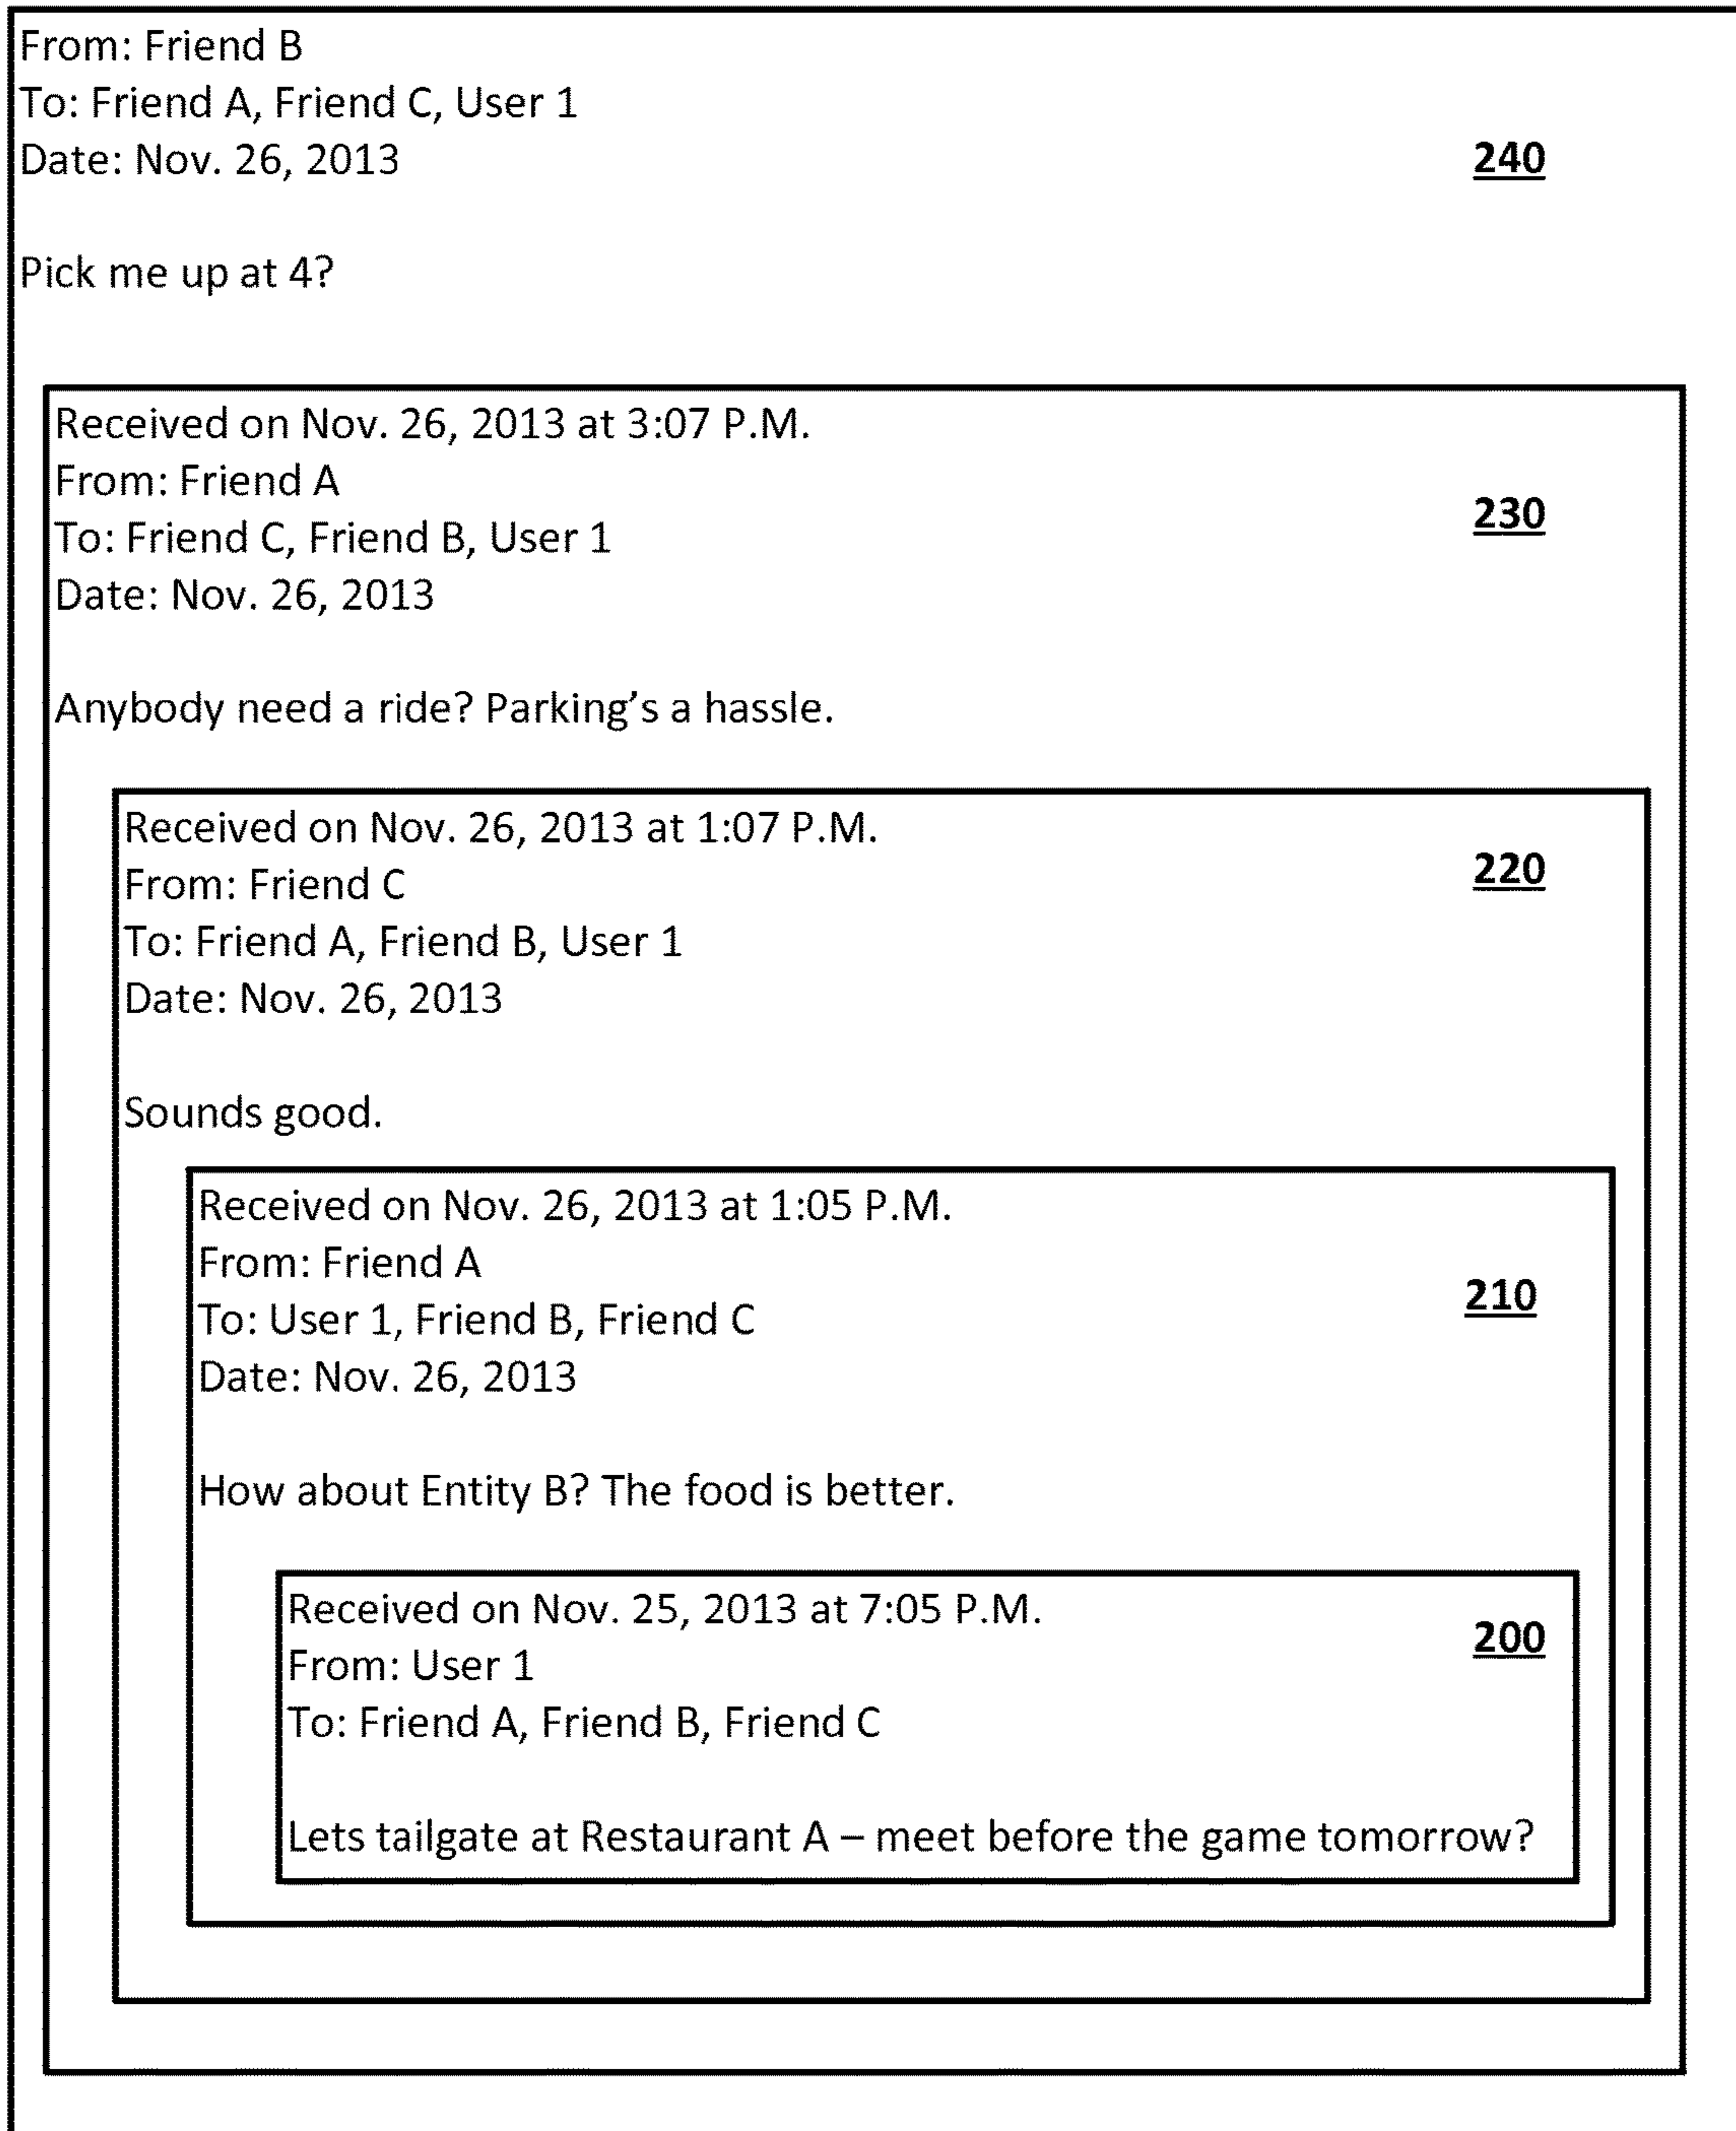 From: Friend B
To: Friend A, Friend C, User 1
Date: Nov. 26, 2013
240
Pick me up at 4?
Received on Nov. 26, 2013 at 3:07 P.M.
From: Friend A
230
To: Friend C, Friend B, User 1
Date: Nov. 26, 2013
Anybody need a ride? Parking's a hassle.
Received on Nov. 26, 2013 at 1:07 P.M.
220
From: Friend C
To: Friend A, Friend B, User 1
Date: Nov. 26, 2013
Sounds good.
Received on Nov. 26, 2013 at 1:05 P.M.
From: Friend A
210
To: User 1, Friend B, Friend C
Date: Nov. 26, 2013
How about Entity B? The food is better.
Received on Nov. 25, 2013 at 7:05 P.M.
200
From: User 1
To: Friend A, Friend B, Friend C
Lets tailgate at Restaurant A – meet before the game tomorrow?